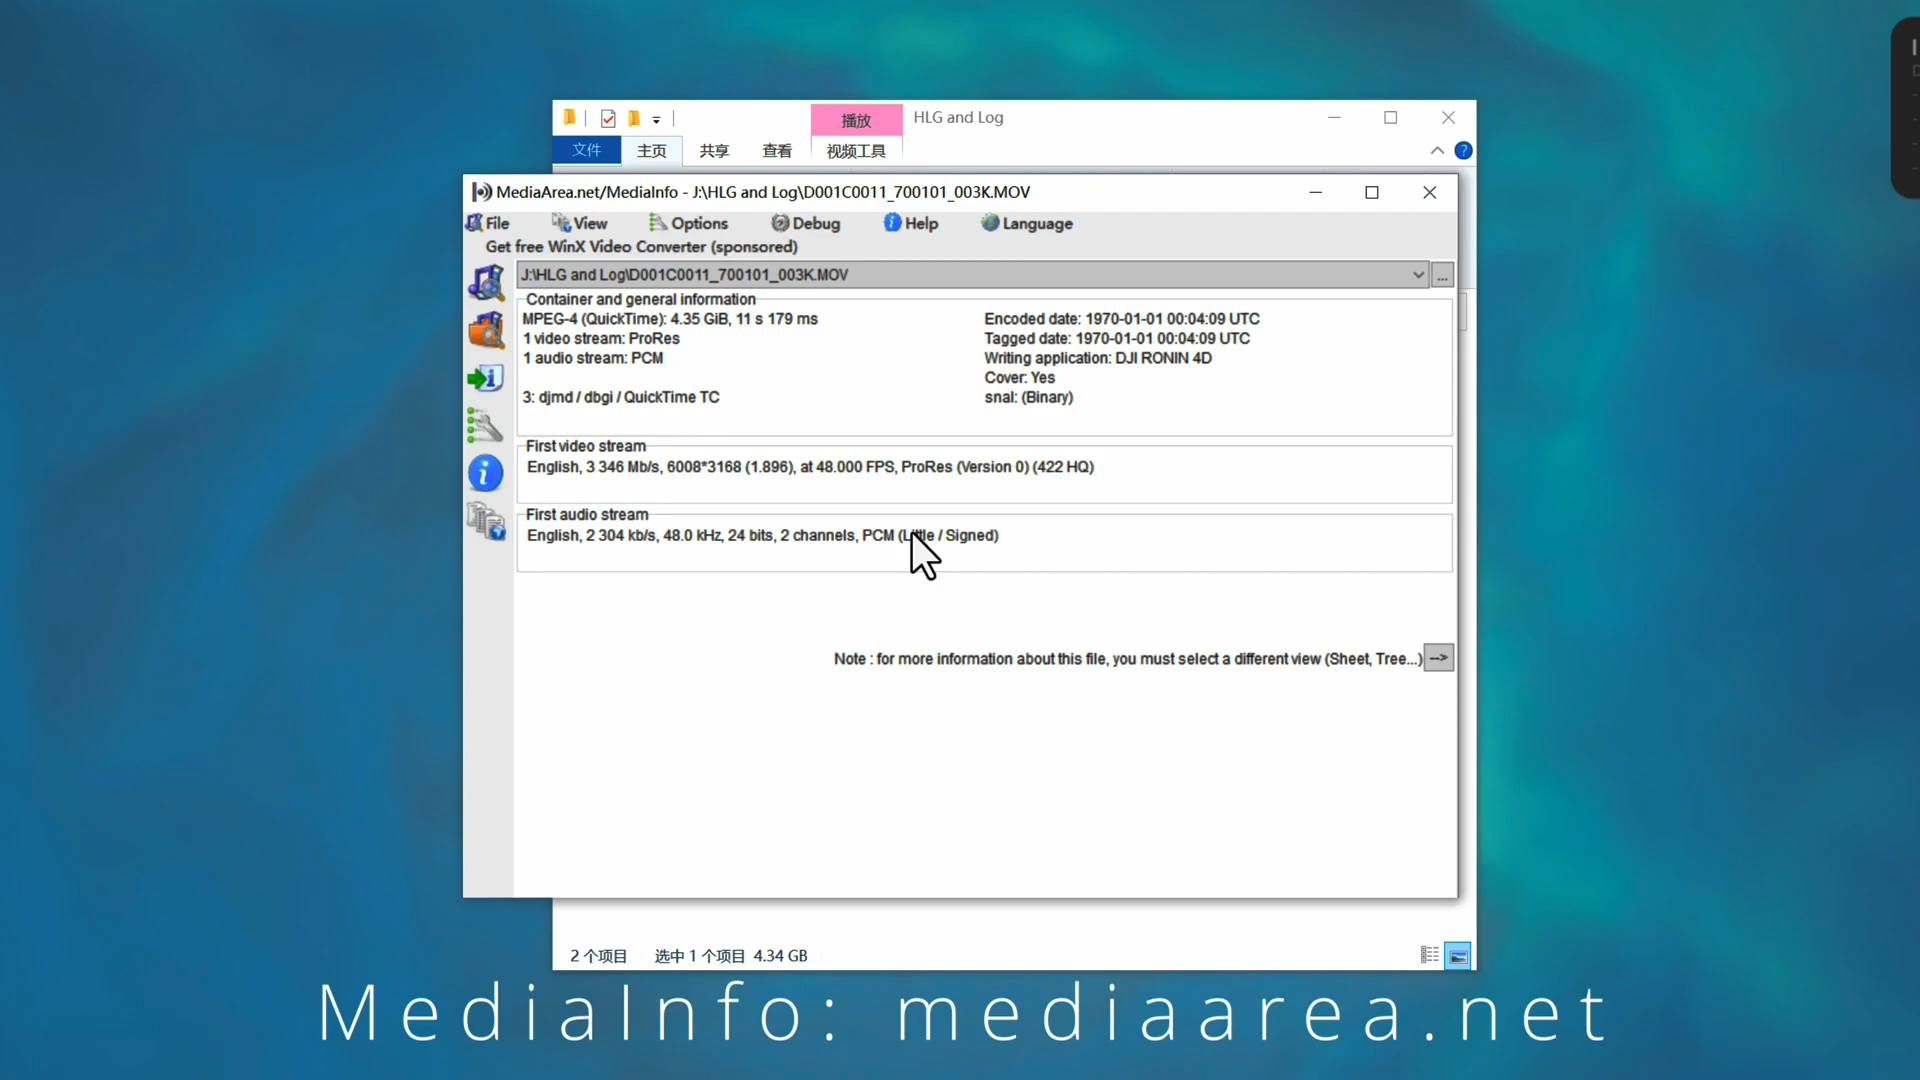 播放
HLG and Log
文件
主页
共享
查看
视频工具
MediaArea.net/MediaInfo - J:\HLG and Log\D001C0011_700101_003K.MOV
File
View
Options
Debug
Help
Language
Get free WinX Video Converter (sponsored)
J:\HLG and Log\D001C0011_700101_003K.MOV
...
Container and general information
MPEG-4 (QuickTime): 4.35 GiB, 11 s 179 ms
1 video stream: ProRes
1 audio stream: PCM
3: djmd / dbgi / QuickTime TC
Encoded date: 1970-01-01 00:04:09 UTC
Tagged date: 1970-01-01 00:04:09 UTC
Writing application: DJI RONIN 4D
Cover: Yes
snal: (Binary)
First video stream
English, 3 346 Mb/s, 6008*3168 (1.896), at 48.000 FPS, ProRes (Version 0) (422 HQ)
First audio stream
English, 2 304 kb/s, 48.0 kHz, 24 bits, 2 channels, PCM (Little / Signed)
Note : for more information about this file, you must select a different view (Sheet, Tree...)
-->
2 个项目
选中 1 个项目 4.34 GB
MediaInfo: mediaarea.net